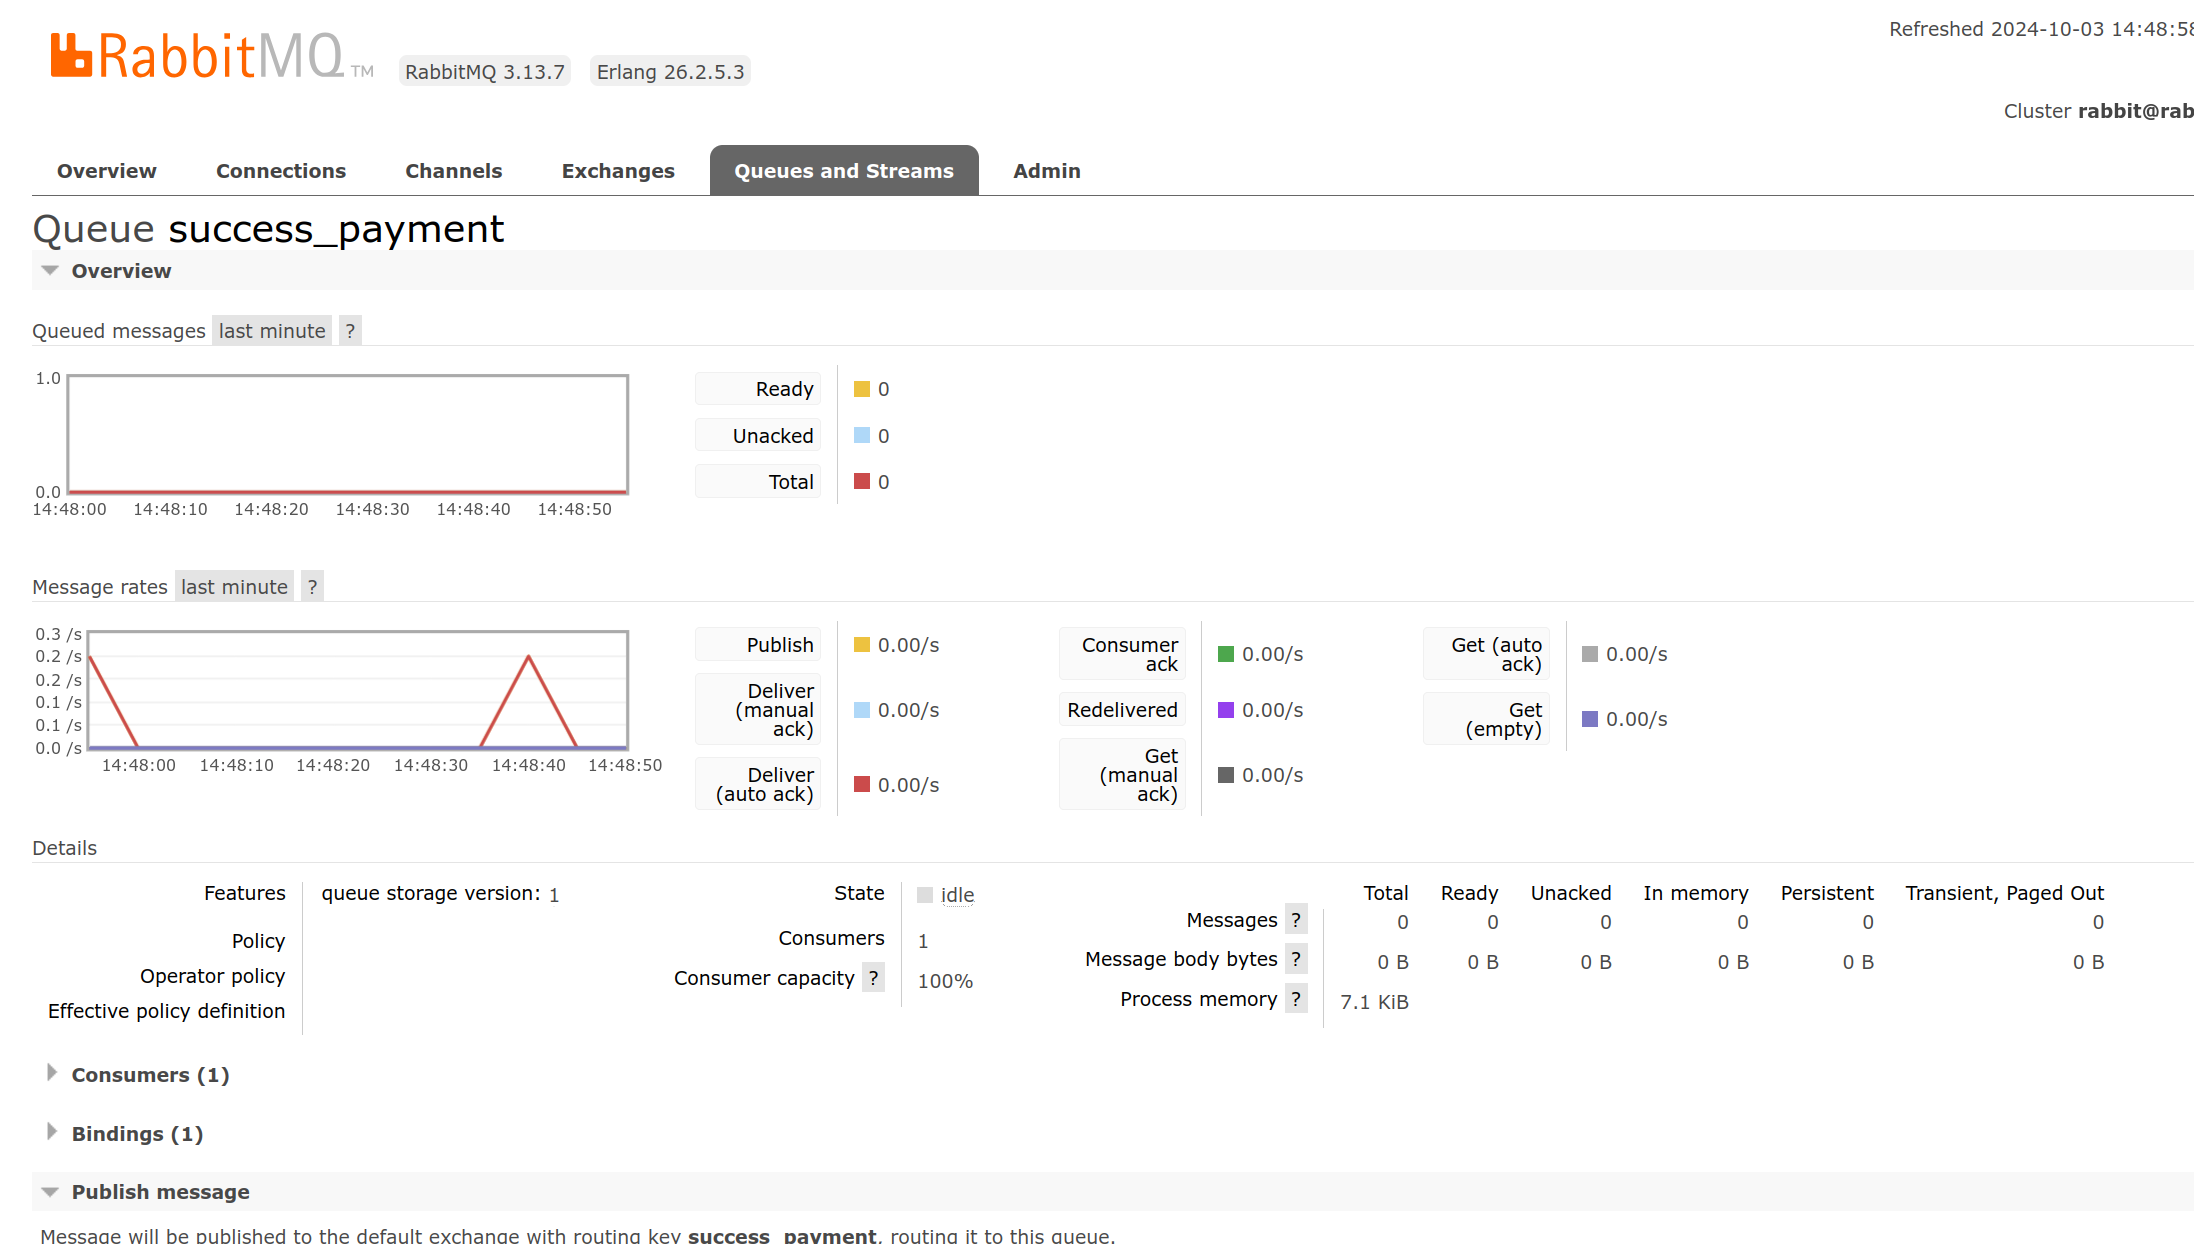 RabbitMQ TM
RabbitMQ 3.13.7
Erlang 26.2.5.3
Refreshed 2024-10-03 14:48:58
Cluster rabbit@rab
Overview
Connections
Channels
Exchanges
Queues and Streams
Admin
Queue success_payment
Overview
Queued messages last minute ?
1.0
0.0
14:48:00 14:48:10 14:48:20 14:48:30 14:48:40 14:48:50
Ready 0
Unacked 0
Total 0
Message rates last minute ?
0.3 /s
0.2 /s
0.2 /s
0.1 /s
0.1 /s
0.0 /s
14:48:00 14:48:10 14:48:20 14:48:30 14:48:40 14:48:50
Publish 0.00/s
Deliver
(manual 0.00/s
ack)
Deliver
(auto ack) 0.00/s
Consumer
ack 0.00/s
Redelivered 0.00/s
Get
(manual 0.00/s
ack)
Get (auto
ack) 0.00/s
Get
(empty) 0.00/s
Details
Features queue storage version: 1
Policy
Operator policy
Effective policy definition
State idle
Consumers 1
Consumer capacity ? 100%
Total Ready Unacked In memory Persistent Transient, Paged Out
Messages ? 0 0 0 0 0 0
Message body bytes ? 0 B 0 B 0 B 0 B 0 B 0 B
Process memory ? 7.1 KiB
Consumers (1)
Bindings (1)
Publish message
Message will be published to the default exchange with routing key success_payment, routing it to this queue.